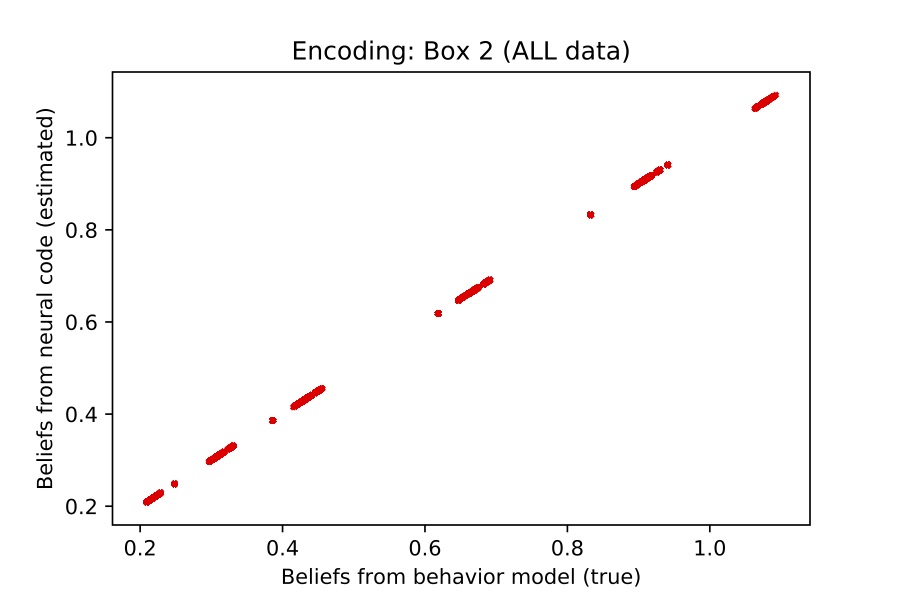 Encoding: Box 2 (ALL data)
Beliefs from neural code (estimated)
1.0
0.8
0.6
0.4
0.2
0.2 0.4 0.6 0.8 1.0
Beliefs from behavior model (true)